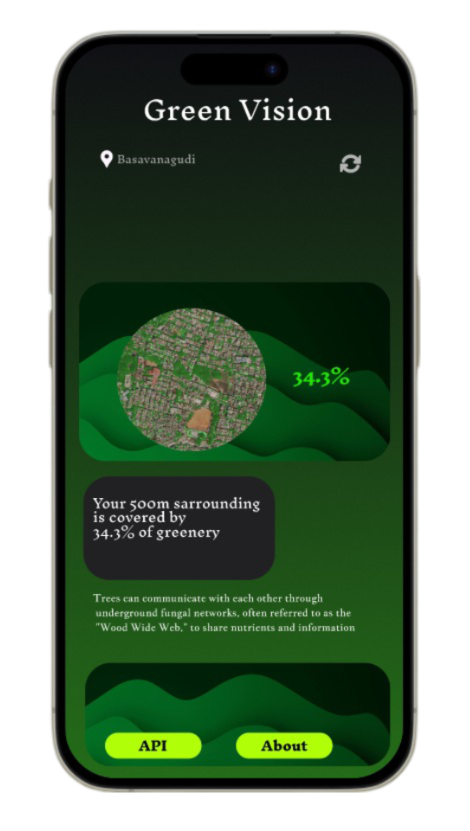 Green Vision
Basavanagudi
34.3%
Your 500m sarrounding
is covered by
34.3% of greenery
Trees can communicate with each other through
underground fungal networks, often referred to as the
"Wood Wide Web," to share nutrients and information
API
About